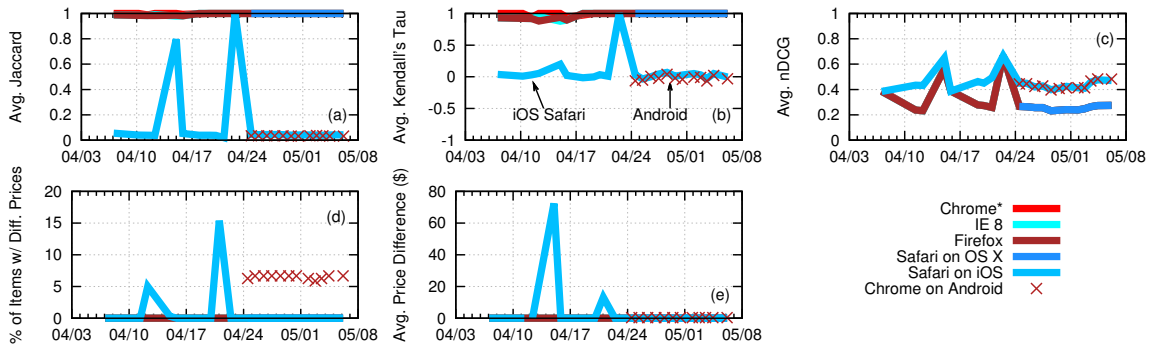 Avg. Jaccard
1
0.8
0.6
0.4
0.2
0
(a)
04/03 04/10 04/17 04/24 05/01 05/08
Avg. Kendall's Tau
1
0.5
0
-0.5
-1
iOS Safari
Android
(b)
04/03 04/10 04/17 04/24 05/01 05/08
Avg. nDCG
1
0.8
0.6
0.4
0.2
0
(c)
04/03 04/10 04/17 04/24 05/01 05/08
% of Items w/ Diff. Prices
20
15
10
5
0
(d)
04/03 04/10 04/17 04/24 05/01 05/08
Avg. Price Difference ($)
80
60
40
20
0
(e)
04/03 04/10 04/17 04/24 05/01 05/08
Chrome*
IE 8
Firefox
Safari on OS X
Safari on iOS
Chrome on Android